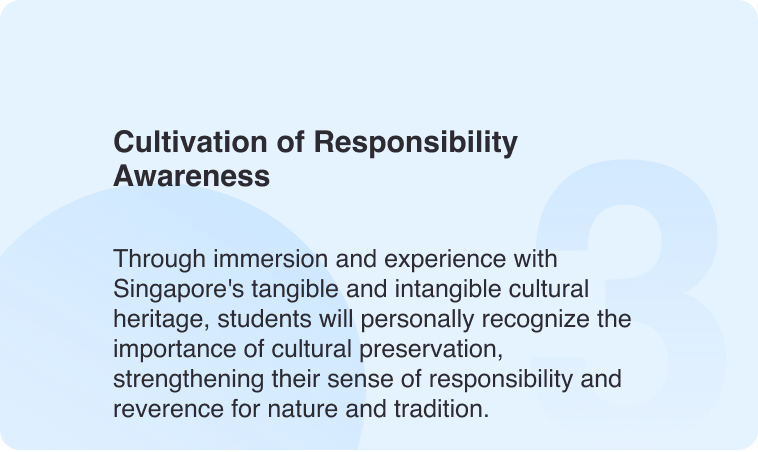 Cultivation of Responsibility
Awareness
3
Through immersion and experience with
Singapore's tangible and intangible cultural
heritage, students will personally recognize the
importance of cultural preservation,
strengthening their sense of responsibility and
reverence for nature and tradition.